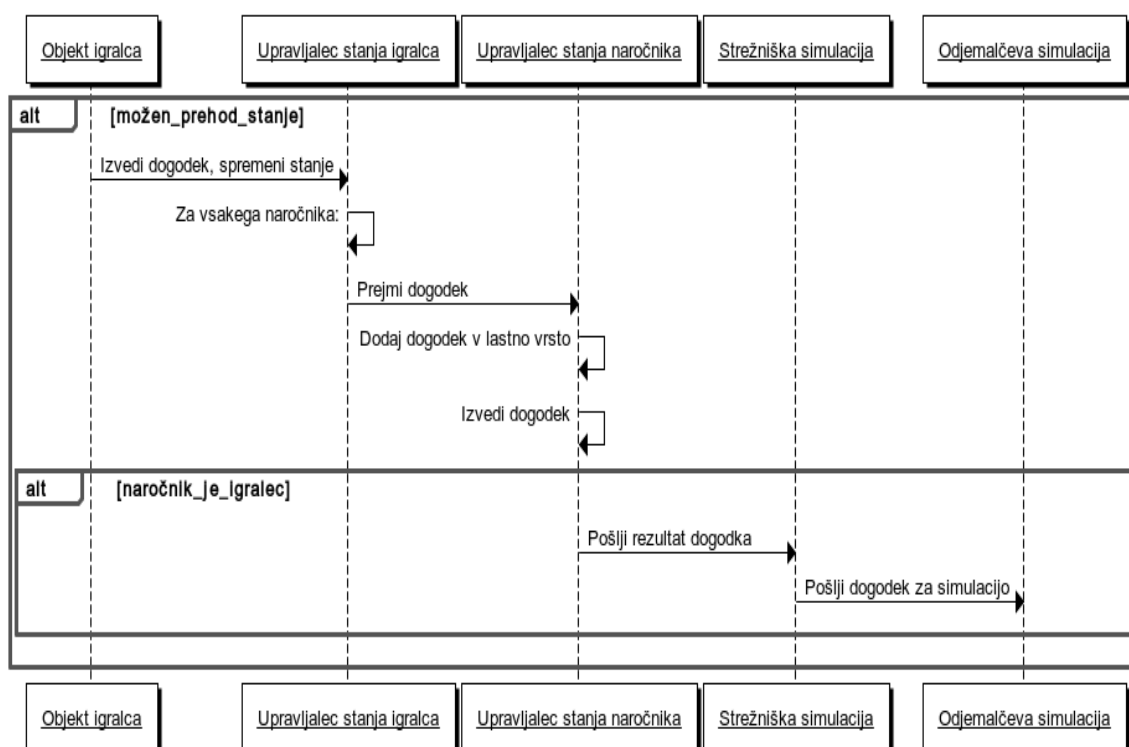 Objekt igralca
Upravljalec stanja igralca
Upravljalec stanja naročnika
Strežniška simulacija
Odjemalčeva simulacija
alt
[možen_prehod_stanje]
Izvedi dogodek, spremeni stanje
Za vsakega naročnika:
Prejmi dogodek
Dodaj dogodek v lastno vrsto
Izvedi dogodek
alt
[naročnik_je_igralec]
Pošlji rezultat dogodka
Pošlji dogodek za simulacijo
Objekt igralca
Upravljalec stanja igralca
Upravljalec stanja naročnika
Strežniška simulacija
Odjemalčeva simulacija